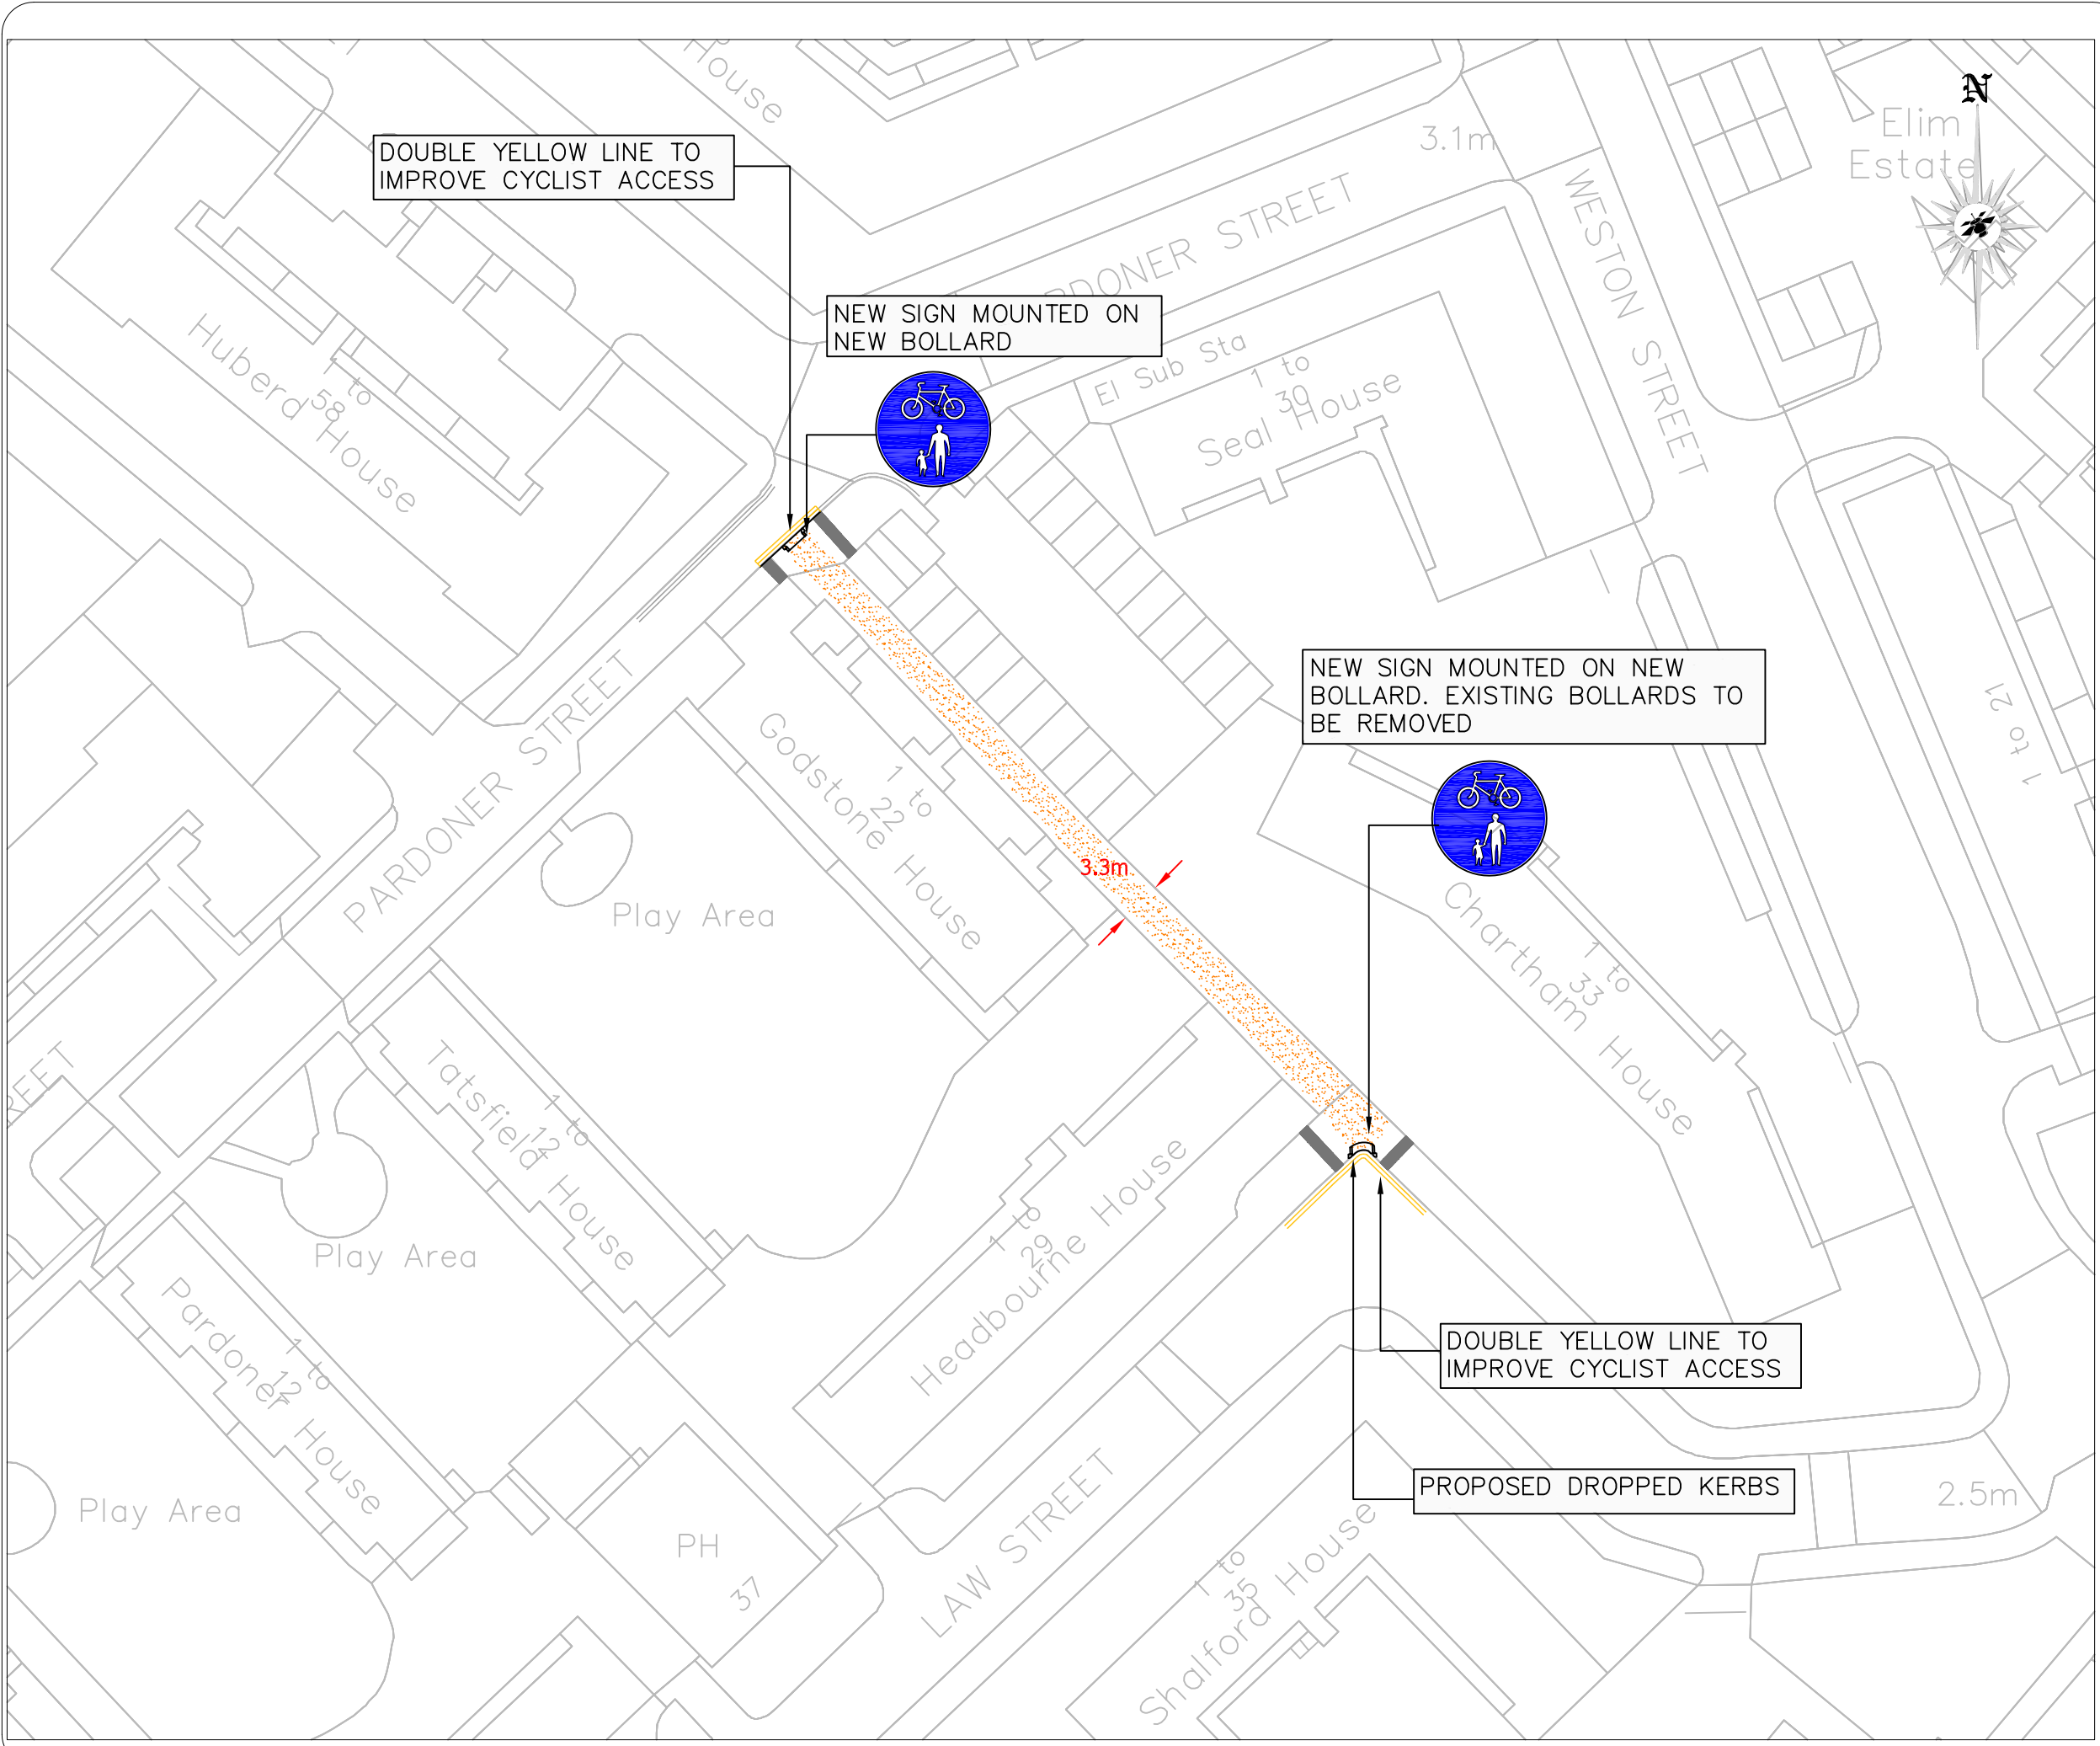 House
N
Elim
Estate
3.1m
DOUBLE YELLOW LINE TO
IMPROVE CYCLIST ACCESS
WESTON STREET
RDONER STREET
NEW SIGN MOUNTED ON
NEW BOLLARD
El Sub Sta
1 to
30
Seal House
1 to
58
Huberd House
NEW SIGN MOUNTED ON NEW
BOLLARD. EXISTING BOLLARDS TO
BE REMOVED
1 to 21
PARDONER STREET
1 to
22
Godstone House
3.3m
Play Area
1 to
33
Chartham House
REET
1 to
12
Tatsfield House
Play Area
1 to
29
Headbourne House
1 to
12
Pardoner House
DOUBLE YELLOW LINE TO
IMPROVE CYCLIST ACCESS
PROPOSED DROPPED KERBS
2.5m
Play Area
PH
37
LAW STREET
1 to
35
Shalford House